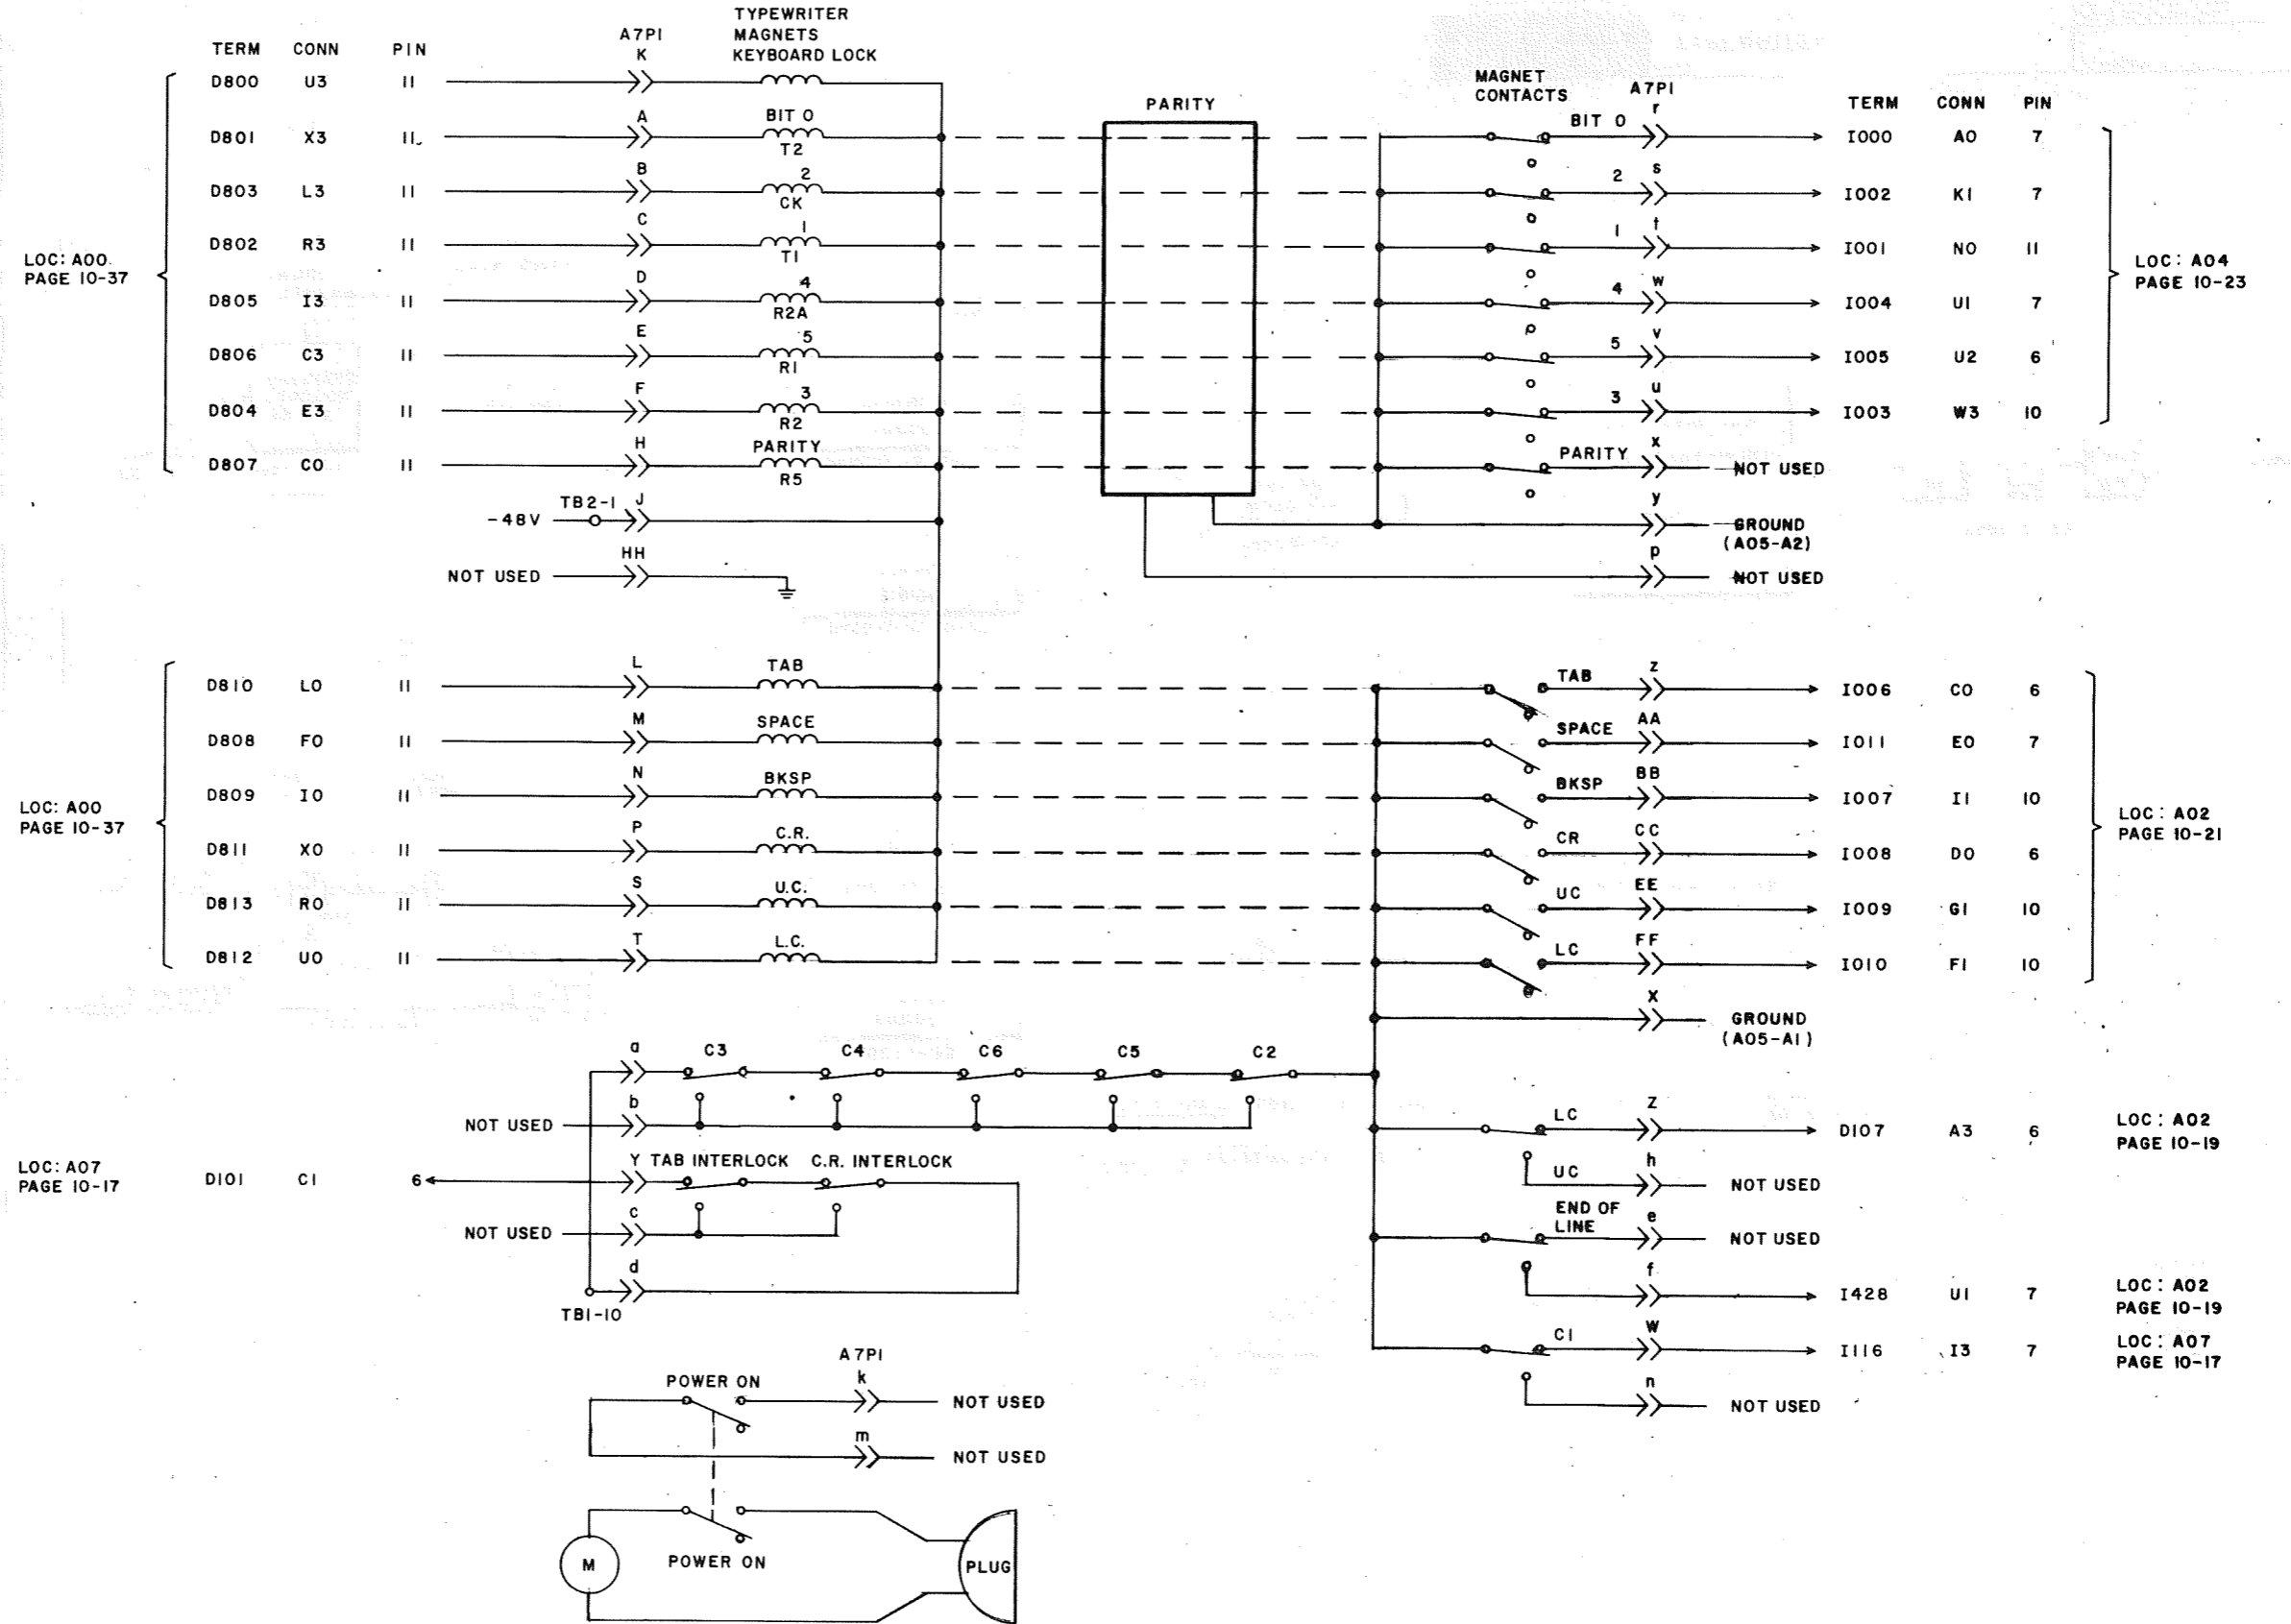 TYPEWRITER
MAGNETS
KEYBOARD LOCK
A7P1
K
TERM CONN PIN
D800 U3 11
D801 X3 11 A BIT 0 T2
D803 L3 11 B 2 CK
D802 R3 11 C 1 T1
D805 I3 11 D 4 R2A
D806 C3 11 E 5 R1
D804 E3 11 F 3 R2
D807 C0 11 H PARITY R5
LOC: A00
PAGE 10-37
-48V TB2-1 J
NOT USED HH
PARITY
MAGNET
CONTACTS
A7P1
TERM CONN PIN
BIT 0 r I000 A0 7
2 s I002 K1 7
1 t I001 N0 11
4 w I004 U1 7
5 v I005 U2 6
3 u I003 W3 10
PARITY x NOT USED
y GROUND
(A05-A2)
p NOT USED
LOC: A04
PAGE 10-23
D810 L0 11 L TAB
D808 F0 11 M SPACE
D809 I0 11 N BKSP
D811 X0 11 P C.R.
D813 R0 11 S U.C.
D812 U0 11 T L.C.
LOC: A00
PAGE 10-37
TAB z I006 C0 6
SPACE AA I011 E0 7
BKSP BB I007 I1 10
CR CC I008 D0 6
UC EE I009 G1 10
LC FF I010 F1 10
X GROUND
(A05-A1)
LOC: A02
PAGE 10-21
a C3 C4 C6 C5 C2
NOT USED b
LOC: A07
PAGE 10-17
D101 C1 6 Y TAB INTERLOCK C.R. INTERLOCK
NOT USED c
d
TB1-10
LC Z D107 A3 6 LOC: A02
PAGE 10-19
UC h NOT USED
END OF
LINE e NOT USED
f I428 U1 7 LOC: A02
PAGE 10-19
C1 W I116 I3 7 LOC: A07
PAGE 10-17
n NOT USED
A7P1
POWER ON k NOT USED
m NOT USED
M POWER ON PLUG